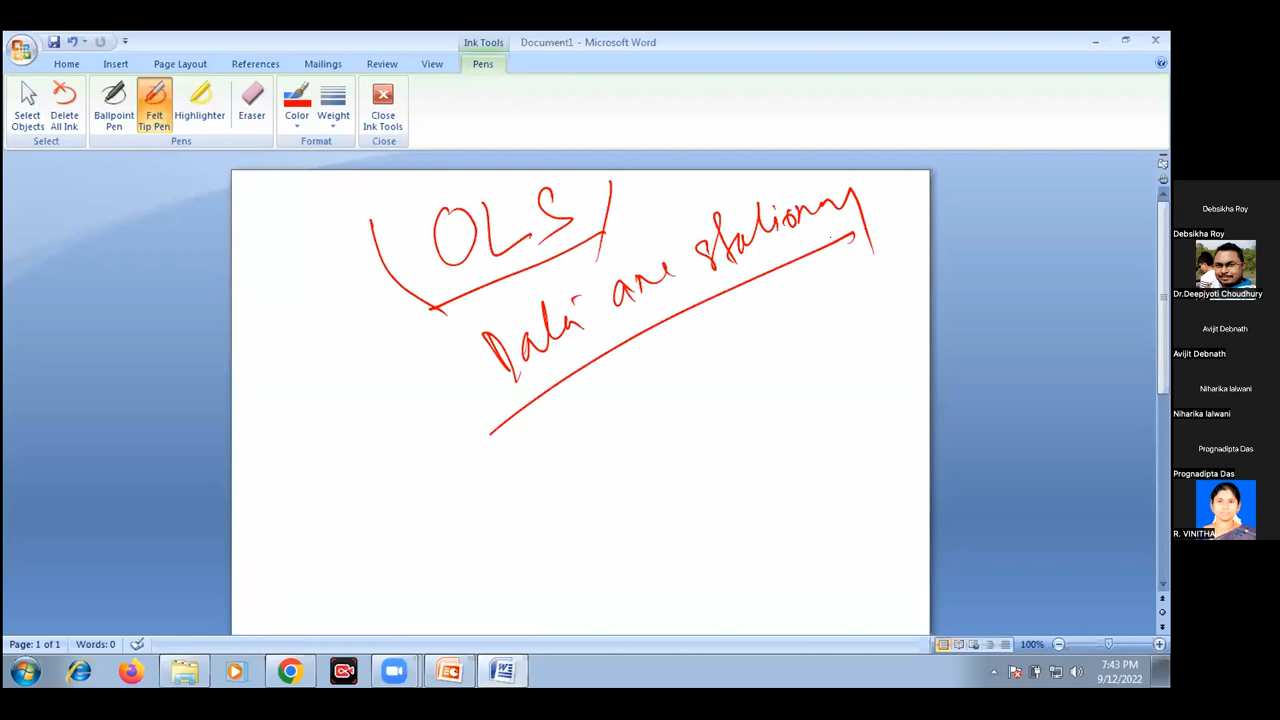 Ink Tools
Document1 - Microsoft Word
Home
Insert
Page Layout
References
Mailings
Review
View
Pens
Select Objects
Delete All Ink
Ballpoint Pen
Felt Tip Pen
Highlighter
Eraser
Color
Weight
Close Ink Tools
Select
Pens
Format
Close
OLS
Data are stationary
Debsikha Roy
Debsikha Roy
Dr.Deepjyoti Choudhury
Avijit Debnath
Avijit Debnath
Niharika lalwani
Niharika lalwani
Prognadipta Das
Prognadipta Das
R. VINITHA
Page: 1 of 1
Words: 0
100%
7:43 PM
9/12/2022